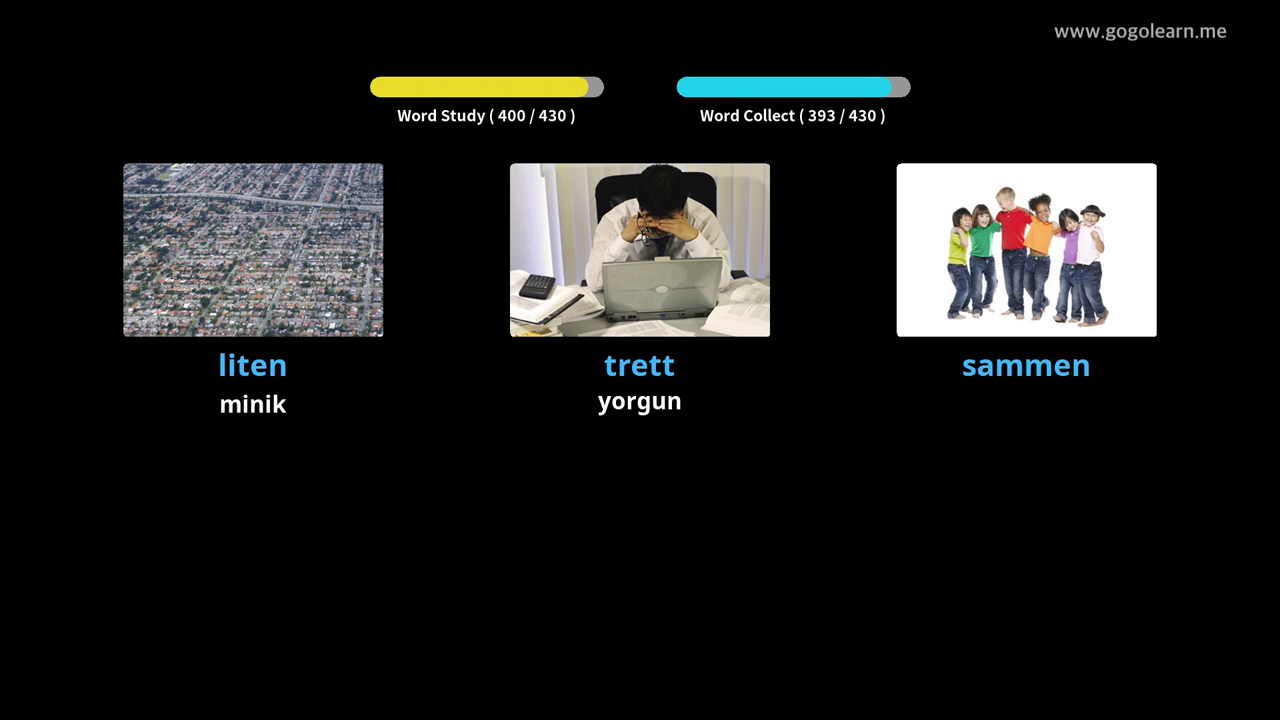 www.gogolearn.me
Word Study ( 400 / 430 )
Word Collect ( 393 / 430 )
liten
trett
sammen
minik
yorgun